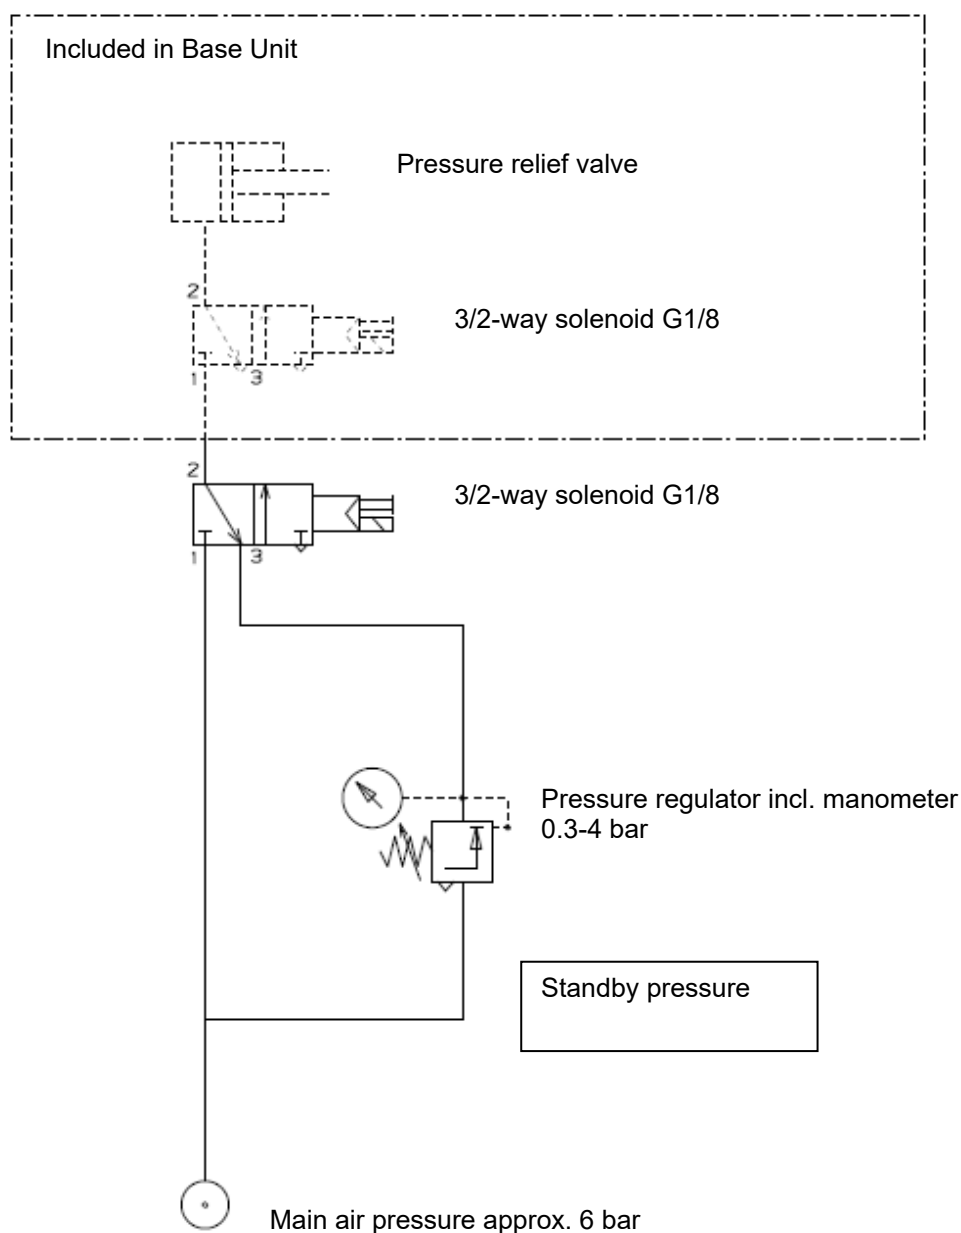 Included in Base Unit
Pressure relief valve
2
3/2-way solenoid G1/8
1
3
2
3/2-way solenoid G1/8
1
3
Pressure regulator incl. manometer
0.3-4 bar
Standby pressure
Main air pressure approx. 6 bar